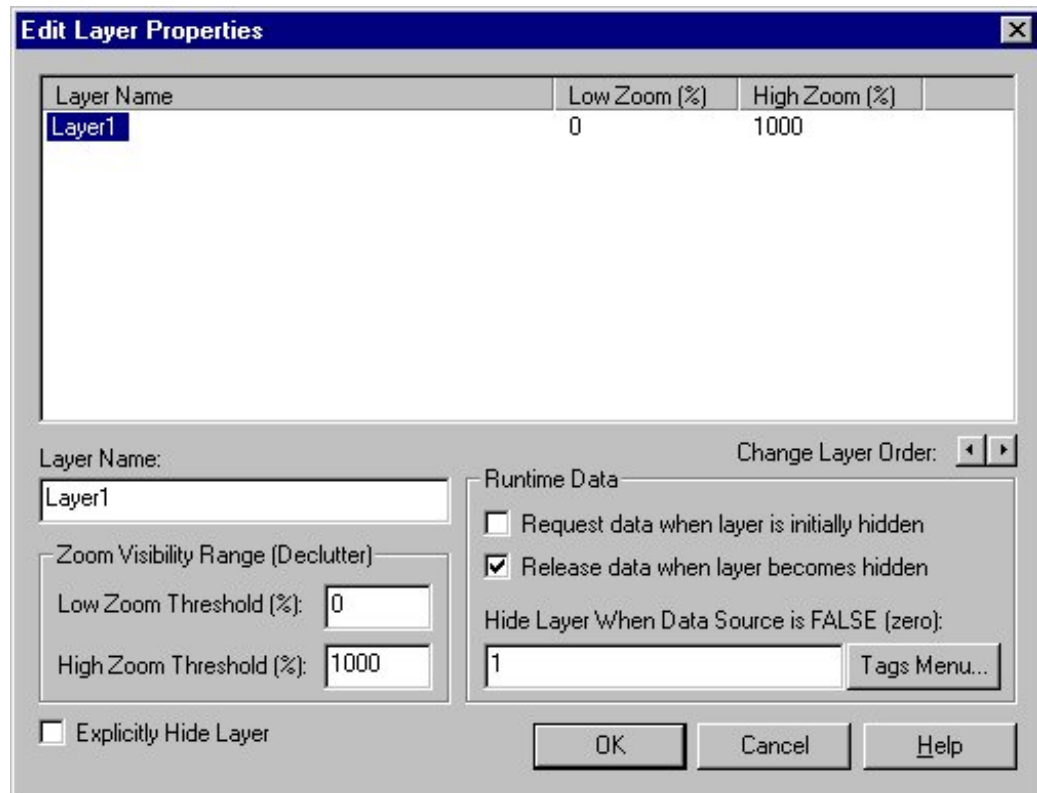 Edit Layer Properties
Layer Name Low Zoom (%) High Zoom (%)
Layer1 0 1000
Change Layer Order:
Layer Name:
Layer1
Zoom Visibility Range (Declutter)
Low Zoom Threshold (%): 0
High Zoom Threshold (%): 1000
Explicitly Hide Layer
Runtime Data
Request data when layer is initially hidden
Release data when layer becomes hidden
Hide Layer When Data Source is FALSE (zero):
1 Tags Menu...
OK Cancel Help